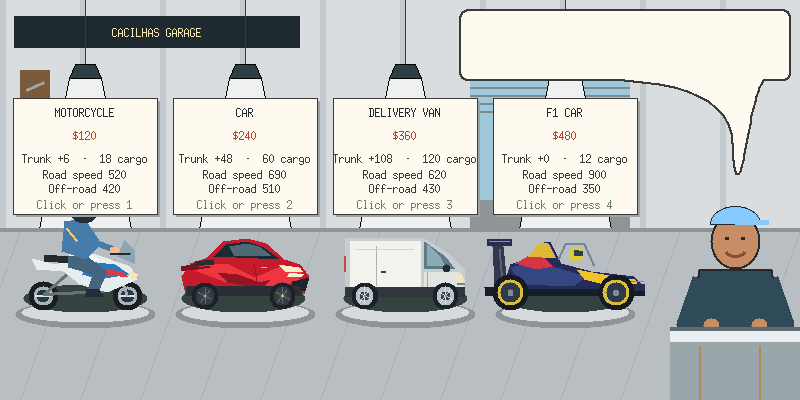 CACILHAS GARAGE
MOTORCYCLE
$120
Trunk +6 · 18 cargo
Road speed 520
Off-road 420
Click or press 1
CAR
$240
Trunk +48 · 60 cargo
Road speed 690
Off-road 510
Click or press 2
DELIVERY VAN
$360
Trunk +108 · 120 cargo
Road speed 620
Off-road 430
Click or press 3
F1 CAR
$480
Trunk +0 · 12 cargo
Road speed 900
Off-road 350
Click or press 4